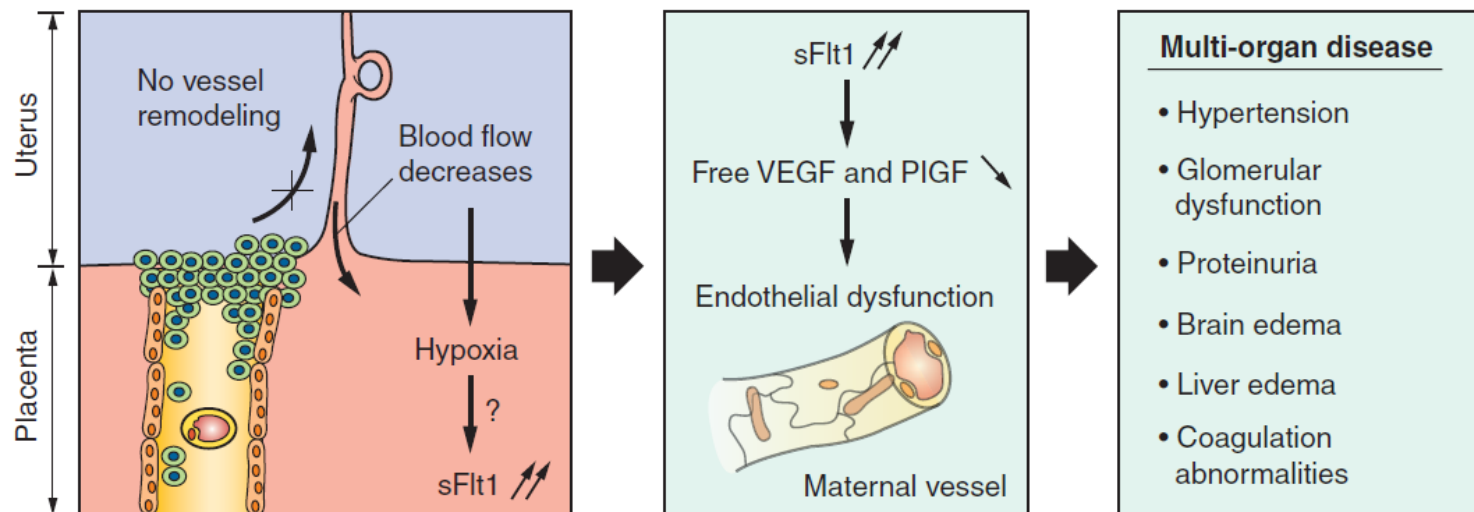 Uterus
Placenta
No vessel
remodeling
Blood flow
decreases
Hypoxia
?
sFlt1
sFlt1
Free VEGF and PlGF
Endothelial dysfunction
Maternal vessel
Multi-organ disease
• Hypertension
• Glomerular
dysfunction
• Proteinuria
• Brain edema
• Liver edema
• Coagulation
abnormalities